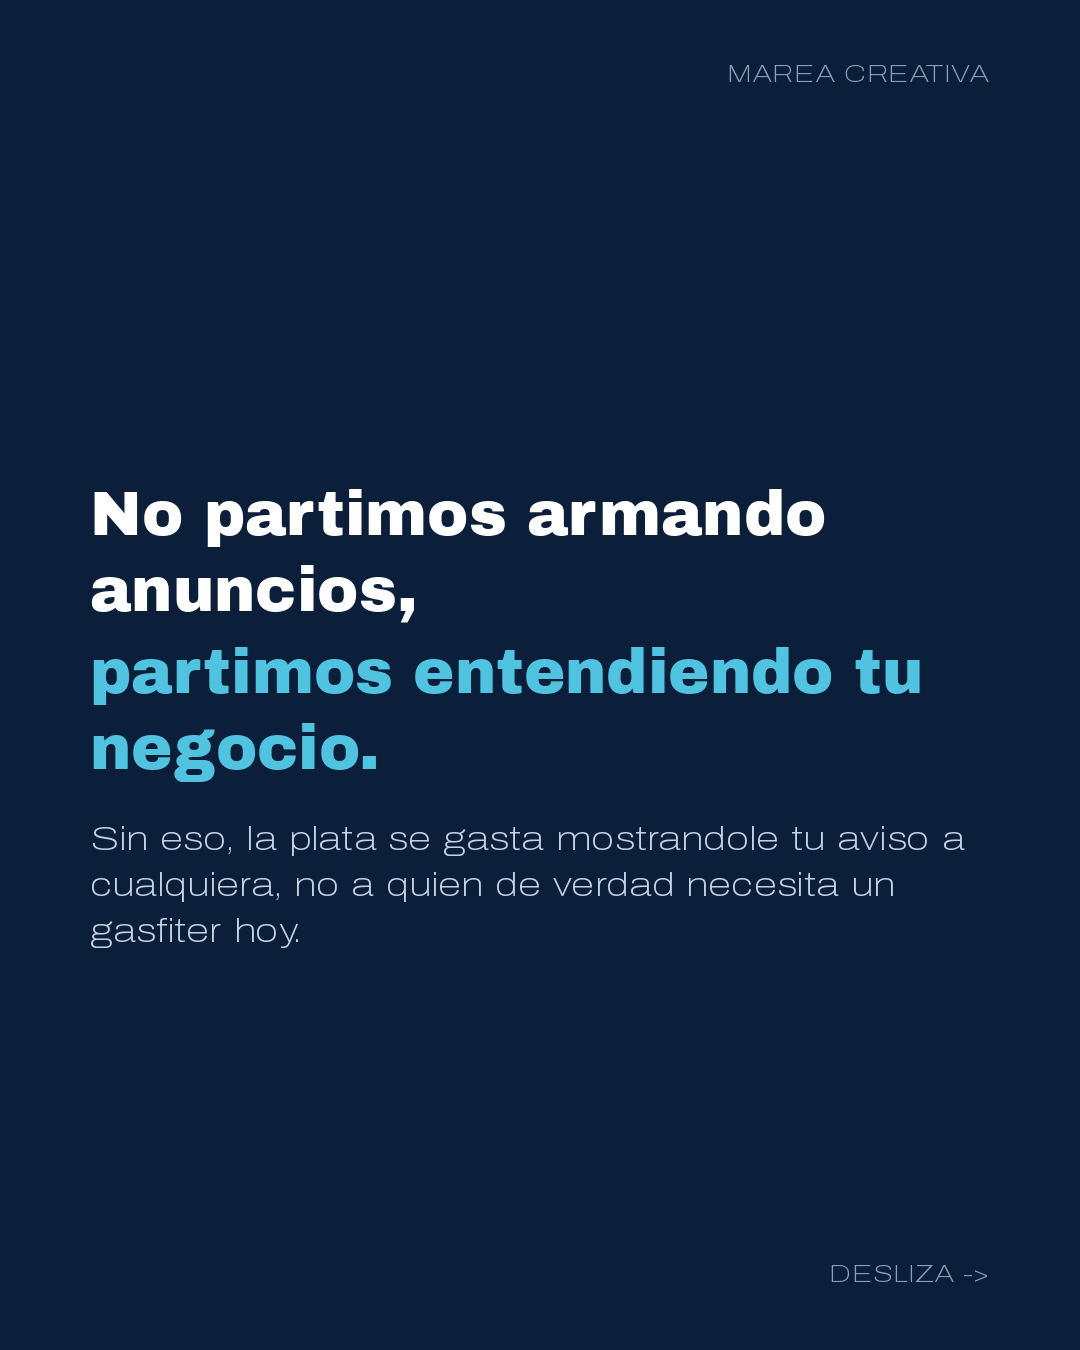 MAREA CREATIVA
No partimos armando
anuncios,
partimos entendiendo tu
negocio.
Sin eso, la plata se gasta mostrandole tu aviso a
cualquiera, no a quien de verdad necesita un
gasfiter hoy.
DESLIZA ->